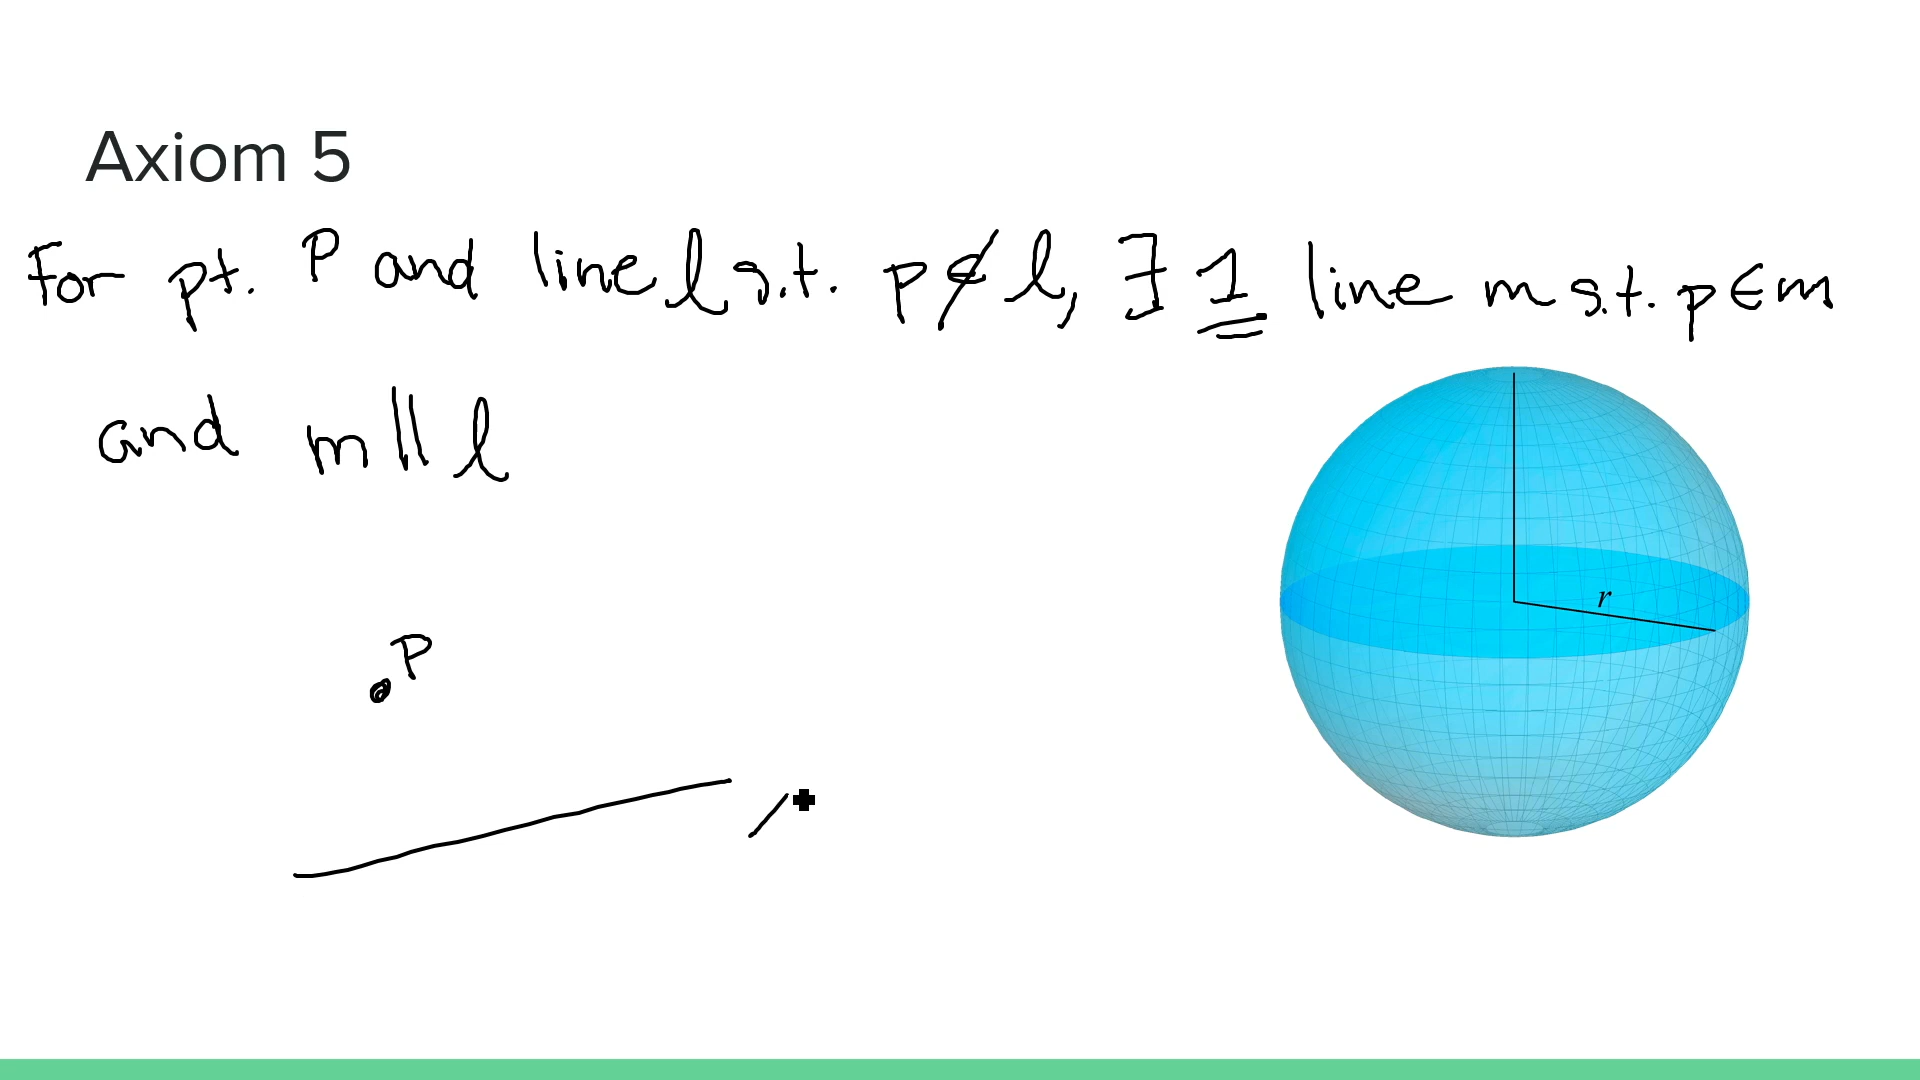 Axiom 5
For pt. P and line l s.t. p∉l, ∃ 1 line m s.t. p∈m
and m||l
r
P